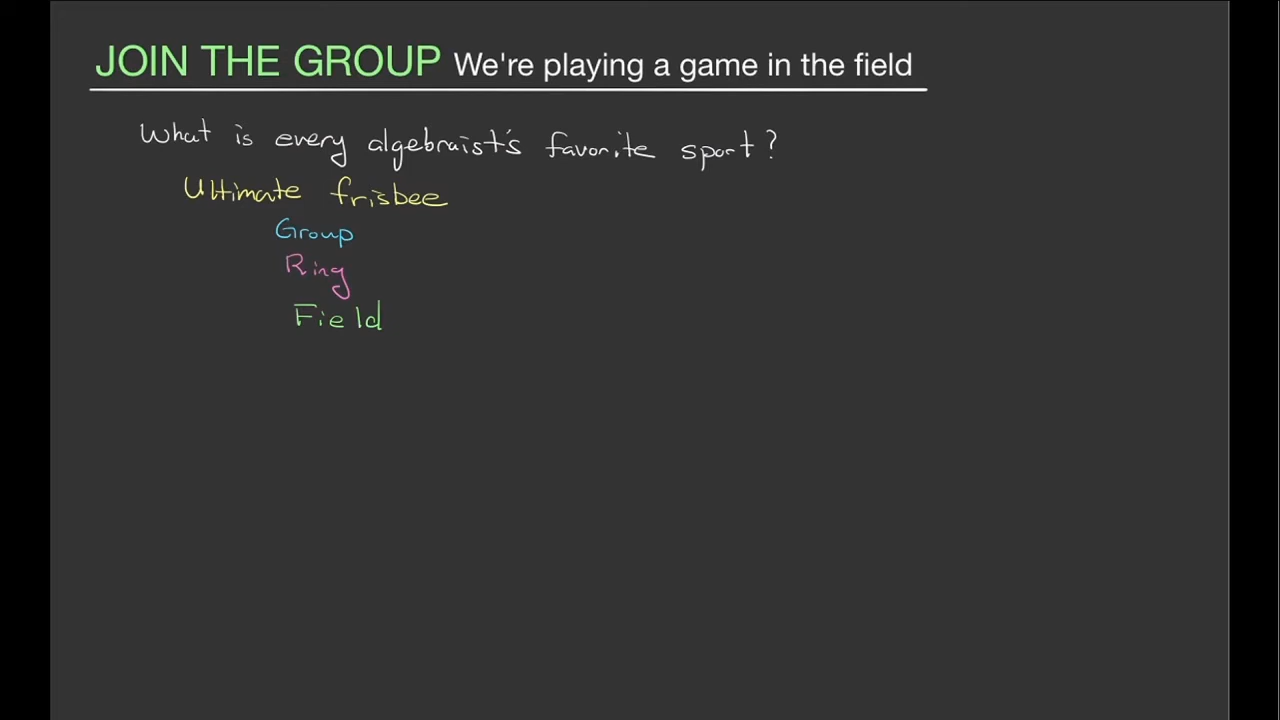 JOIN THE GROUP We're playing a game in the field
What is every algebraist's favorite sport?
Ultimate frisbee
Group
Ring
Field